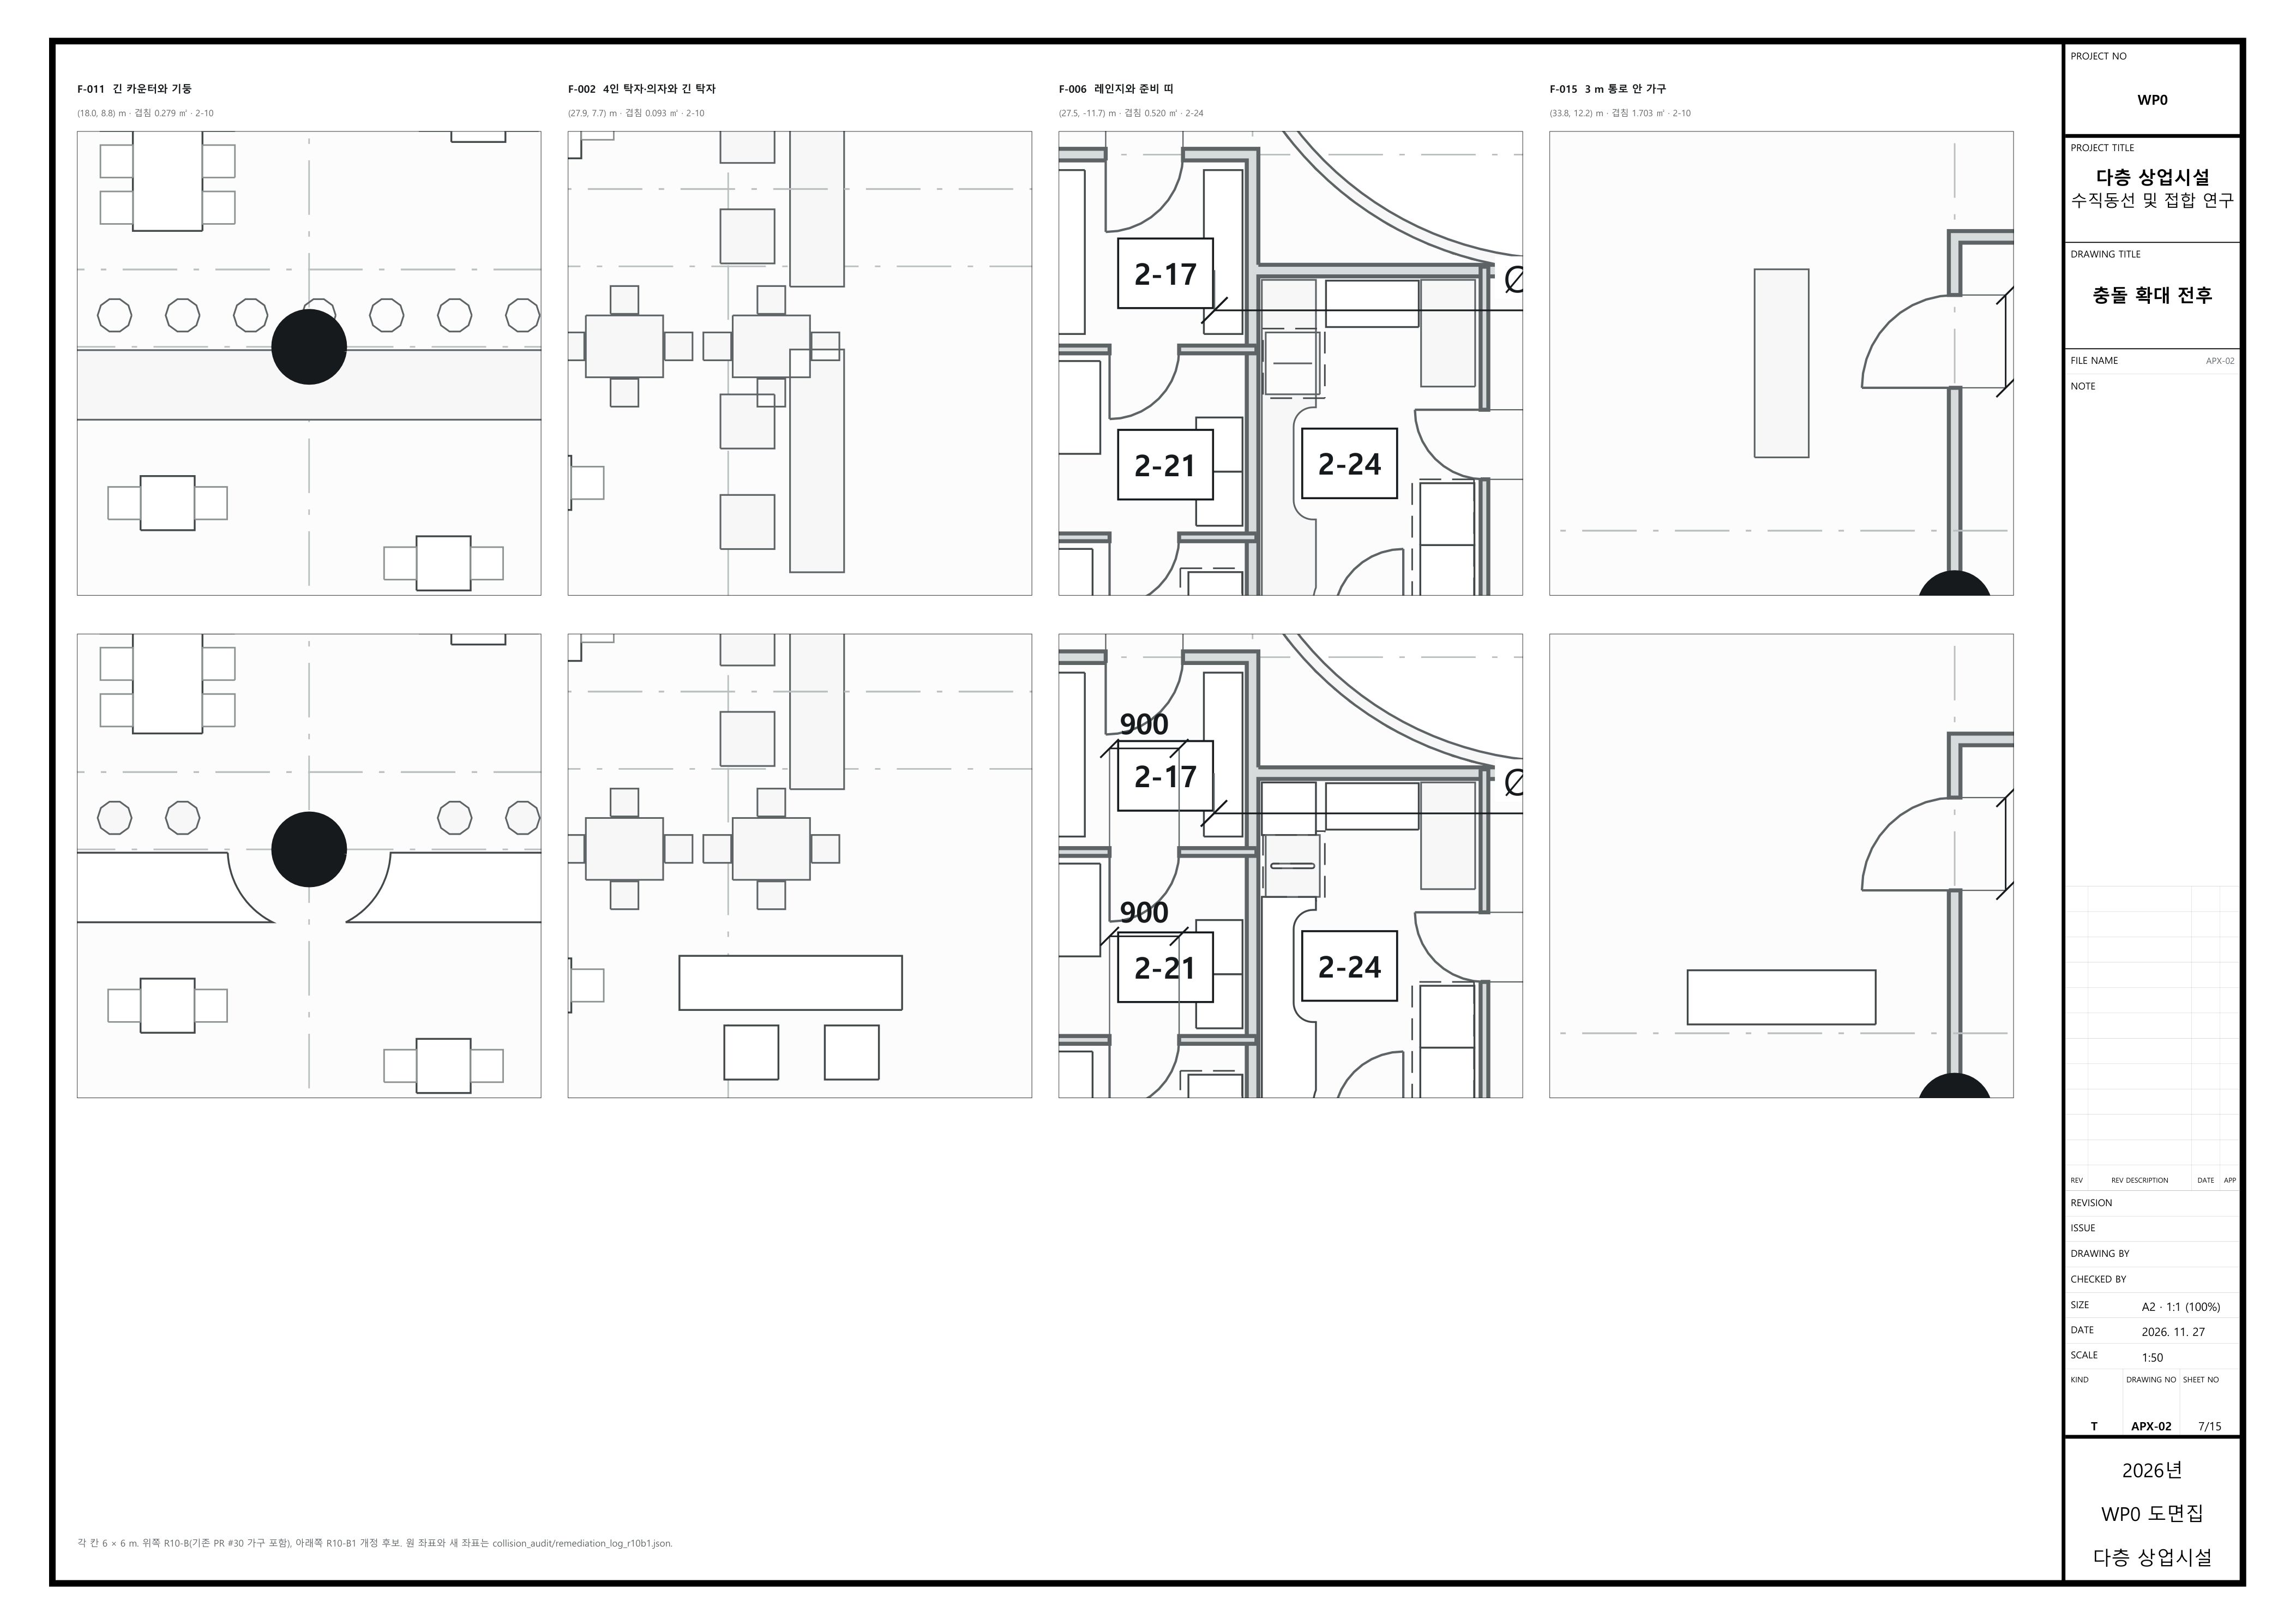 F-011 긴 카운터와 기둥
(18.0, 8.8) m · 겹침 0.279 ㎡ · 2-10
F-002 4인 탁자·의자와 긴 탁자
(27.9, 7.7) m · 겹침 0.093 ㎡ · 2-10
F-006 레인지와 준비 띠
(27.5, -11.7) m · 겹침 0.520 ㎡ · 2-24
F-015 3 m 통로 안 가구
(33.8, 12.2) m · 겹침 1.703 ㎡ · 2-10
2-17
Ø
2-21
2-24
900
2-17
Ø
900
2-21
2-24
각 칸 6 × 6 m. 위쪽 R10-B(기존 PR #30 가구 포함), 아래쪽 R10-B1 개정 후보. 원 좌표와 새 좌표는 collision_audit/remediation_log_r10b1.json.
PROJECT NO
WP0
PROJECT TITLE
다층 상업시설
수직동선 및 접합 연구
DRAWING TITLE
충돌 확대 전후
FILE NAME APX-02
NOTE
REV REV DESCRIPTION DATE APP
REVISION
ISSUE
DRAWING BY
CHECKED BY
SIZE A2 · 1:1 (100%)
DATE 2026. 11. 27
SCALE 1:50
KIND DRAWING NO SHEET NO
T APX-02 7/15
2026년
WP0 도면집
다층 상업시설